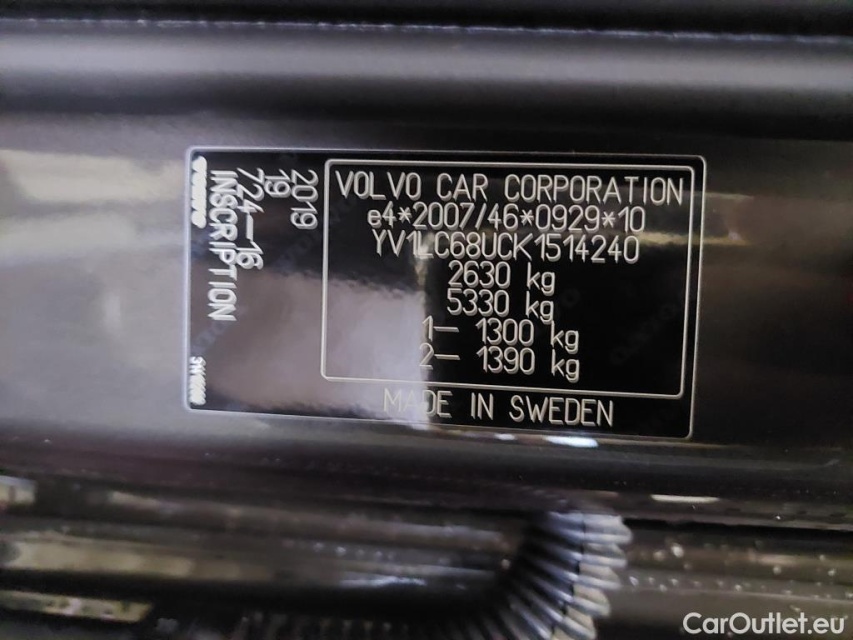 VOLVO CAR CORPORATION
e4*2007/46*0929*10
YV1LC68UCK1514240
2630 kg
5330 kg
1– 1300 kg
2– 1390 kg
MADE IN SWEDEN
2019
19
724–16
INSCRIPTION
CarOutlet.eu